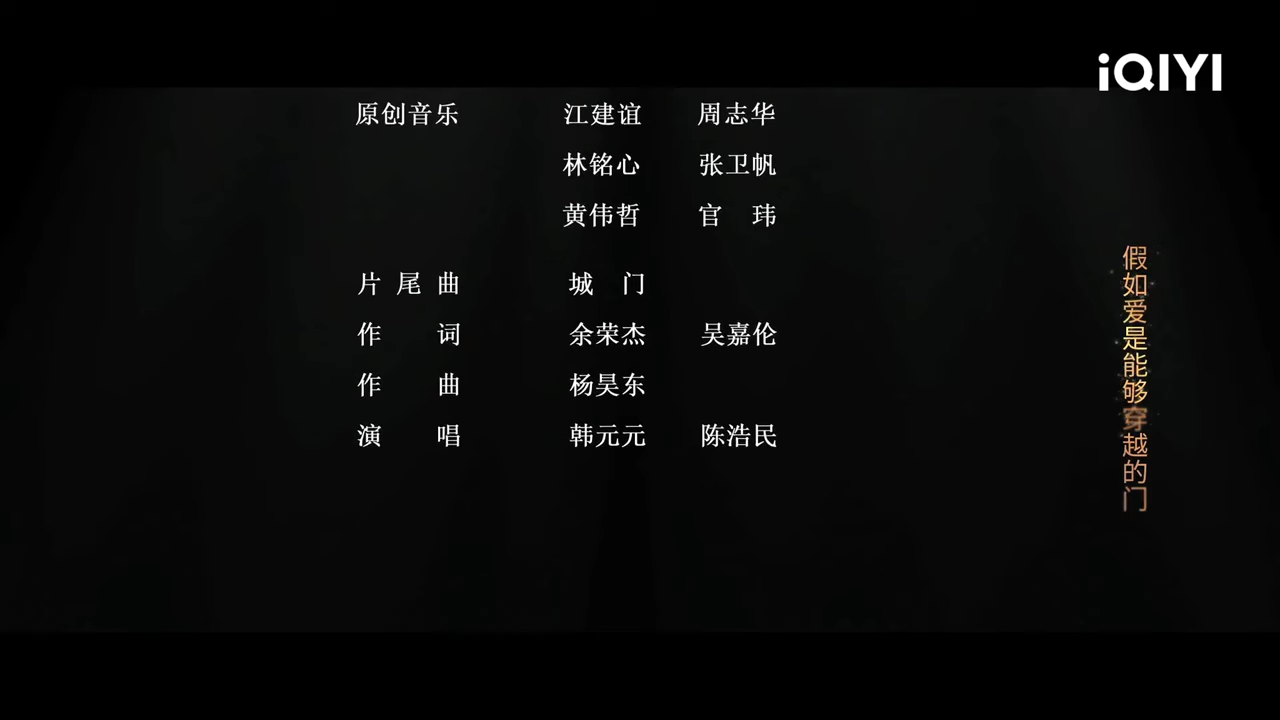 iQIYI
原创音乐 江建谊 周志华
林铭心 张卫帆
黄伟哲 官 玮
片尾曲 城 门
作 词 余荣杰 吴嘉伦
作 曲 杨昊东
演 唱 韩元元 陈浩民
假如爱是能够穿越的门